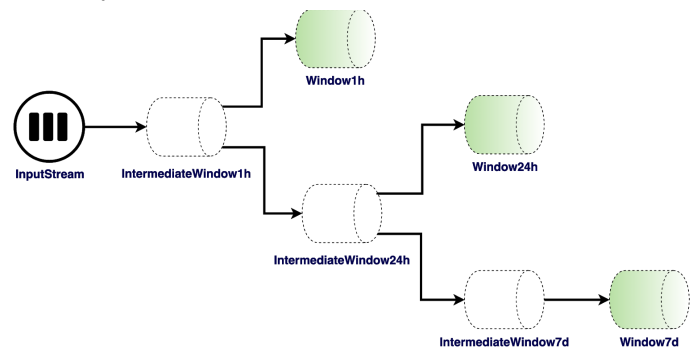 Window1h
InputStream
IntermediateWindow1h
Window24h
IntermediateWindow24h
IntermediateWindow7d
Window7d